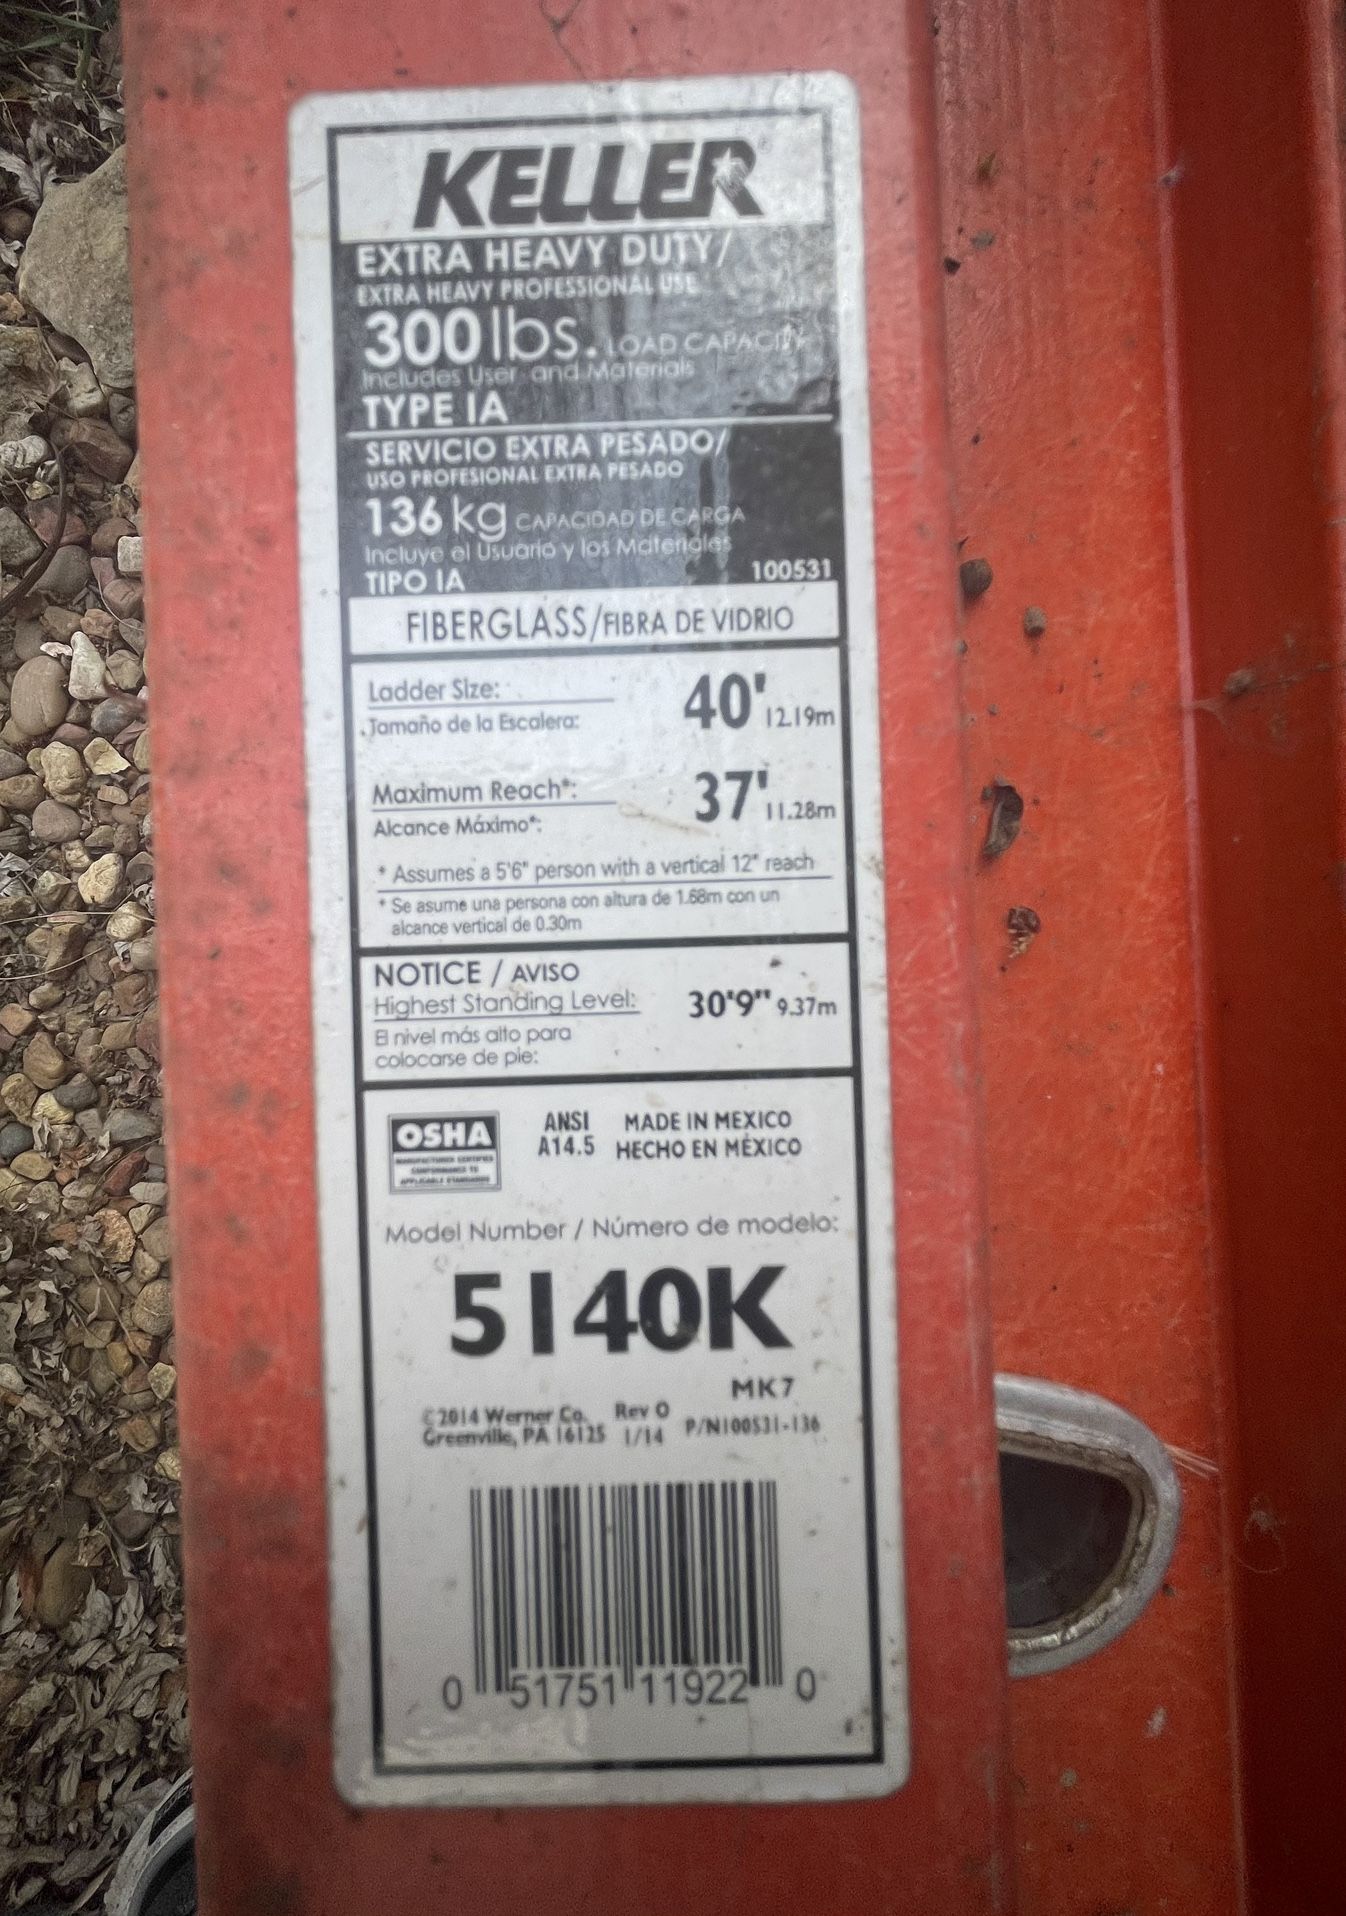 KELLER®
EXTRA HEAVY DUTY/
EXTRA HEAVY PROFESSIONAL USE
300 lbs. LOAD CAPACITY
Includes User and Materials
TYPE IA
SERVICIO EXTRA PESADO/
USO PROFESIONAL EXTRA PESADO
136 kg CAPACIDAD DE CARGA
Incluye el Usuario y los Materiales
TIPO IA 100531
FIBERGLASS/FIBRA DE VIDRIO
Ladder Size: 40' 12.19m
Tamaño de la Escalera:
Maximum Reach*: 37' 11.28m
Alcance Máximo*:
* Assumes a 5'6" person with a vertical 12" reach
* Se asume una persona con altura de 1.68m con un
alcance vertical de 0.30m
NOTICE / AVISO
Highest Standing Level: 30'9" 9.37m
El nivel más alto para
colocarse de pie:
OSHA
MANUFACTURER CERTIFIES
CONFORMANCE TO
APPLICABLE STANDARDS
ANSI MADE IN MEXICO
A14.5 HECHO EN MÉXICO
Model Number / Número de modelo:
5140K
MK7
©2014 Werner Co. Rev O
Greenville, PA 16125 1/14 P/N100531-136
0 51751 11922 0